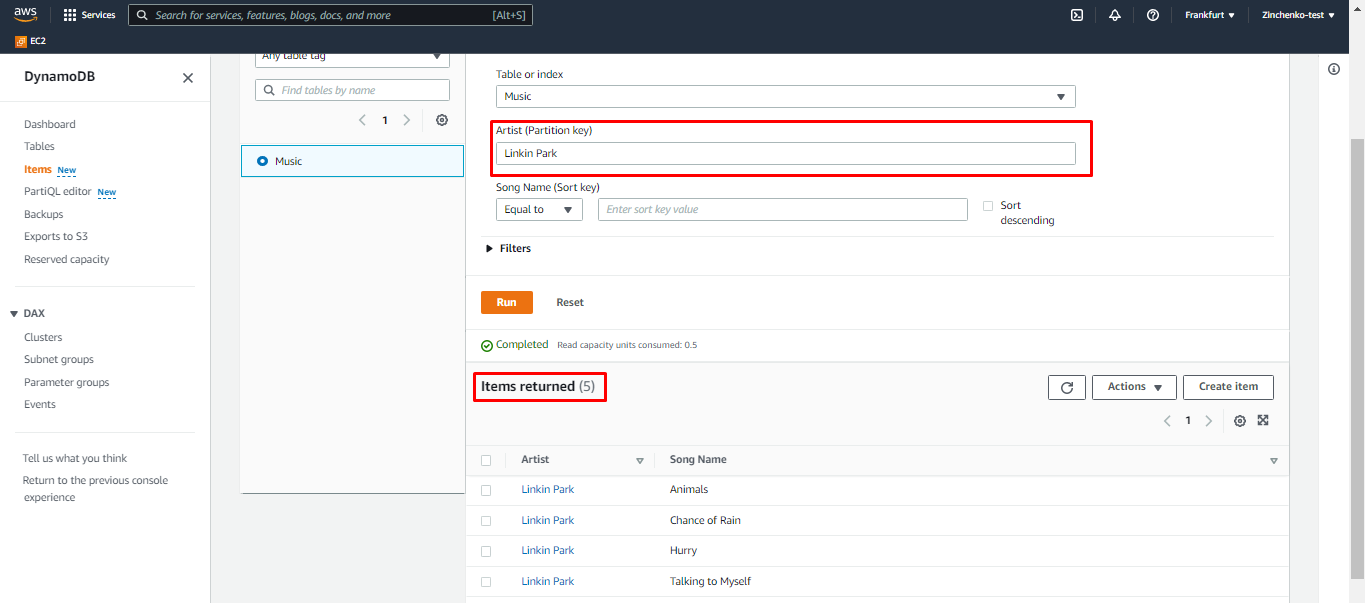 aws Services Search for services, features, blogs, docs, and more [Alt+S] Frankfurt Zinchenko-test
EC2
DynamoDB
Dashboard
Tables
Items New
PartiQL editor New
Backups
Exports to S3
Reserved capacity
DAX
Clusters
Subnet groups
Parameter groups
Events
Tell us what you think
Return to the previous console
experience
Any table tag
Find tables by name
1
Music
Table or index
Music
Artist (Partition key)
Linkin Park
Song Name (Sort key)
Equal to Enter sort key value Sort
descending
Filters
Run Reset
Completed Read capacity units consumed: 0.5
Items returned (5) Actions Create item
1
Artist Song Name
Linkin Park Animals
Linkin Park Chance of Rain
Linkin Park Hurry
Linkin Park Talking to Myself